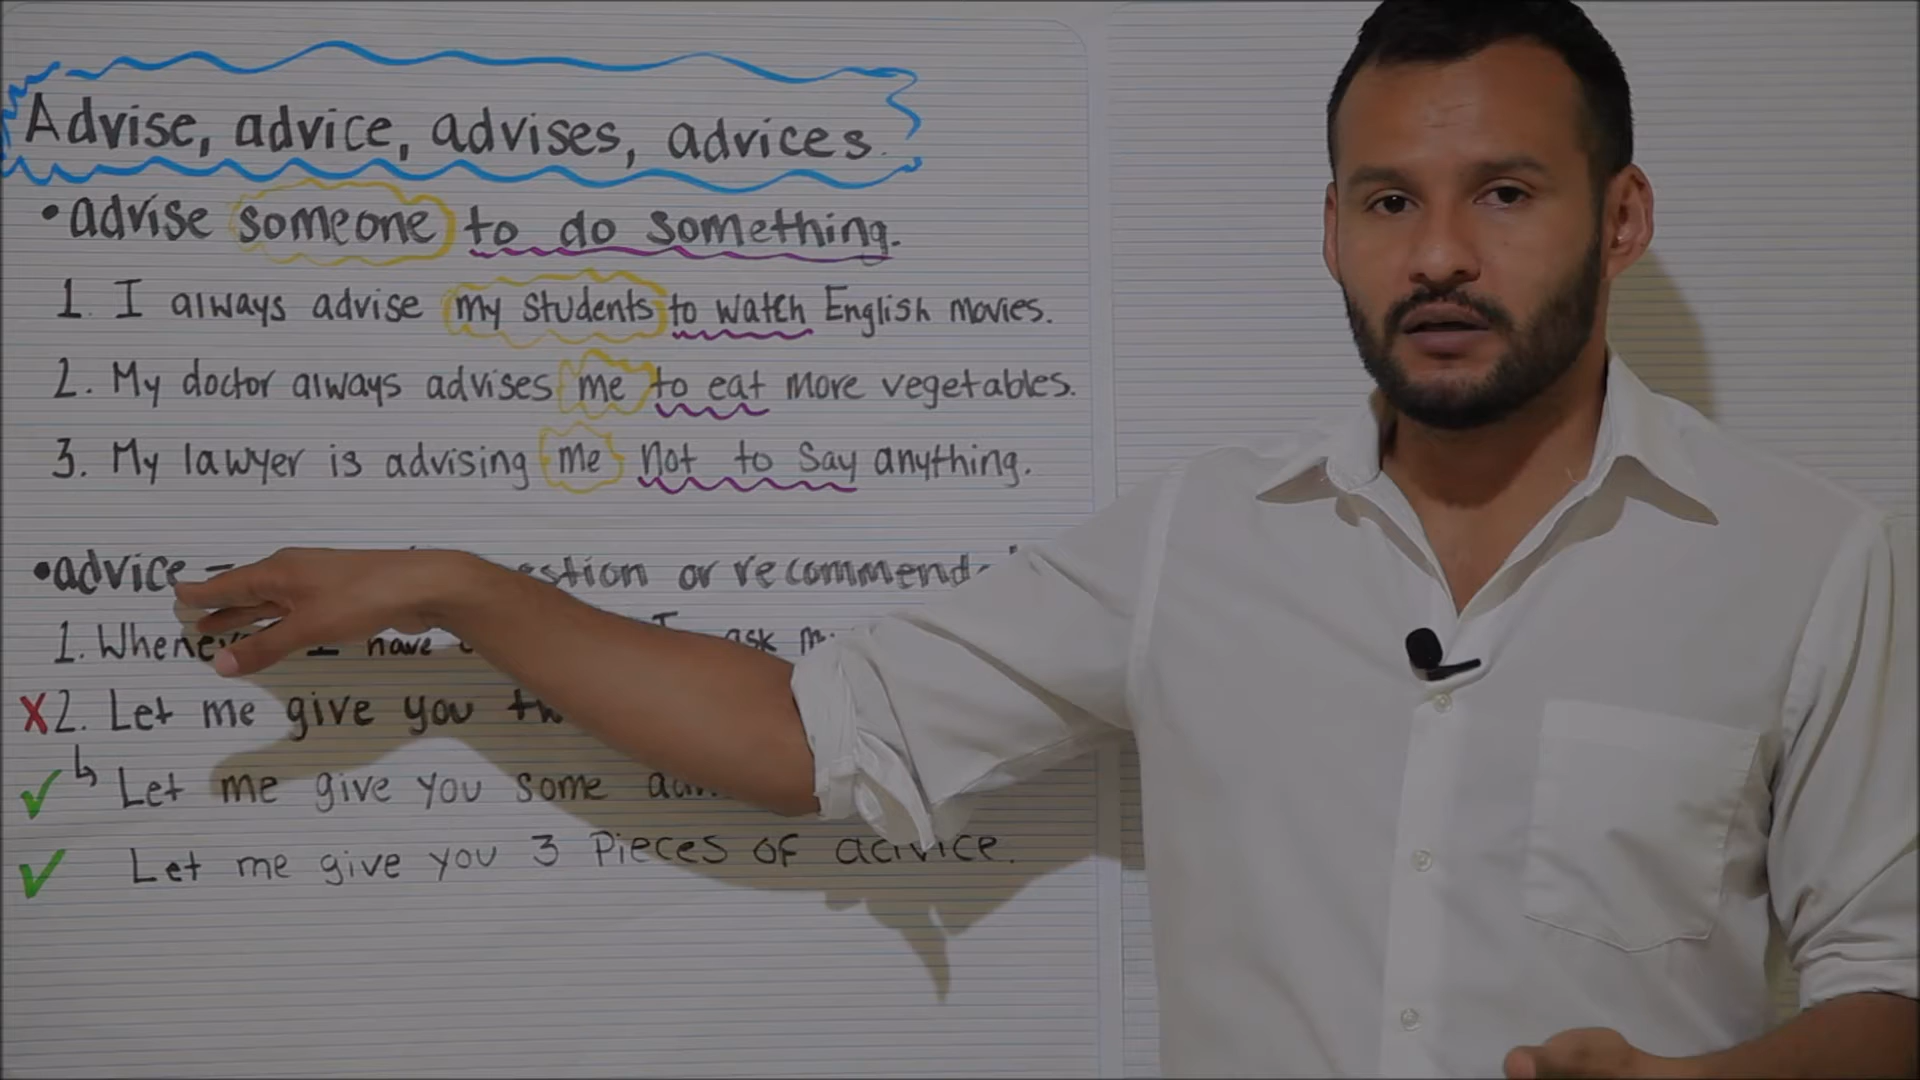 Advise, advice, advises, advices.
•advise someone to do something.
1. I always advise my students to watch English movies.
2. My doctor always advises me to eat more vegetables.
3. My lawyer is advising me not to say anything.
•advice = or recommend
1. have I ask
X 2. Let me give you
✓ ↳ Let me give you some
✓ Let me give you 3 pieces of advice.